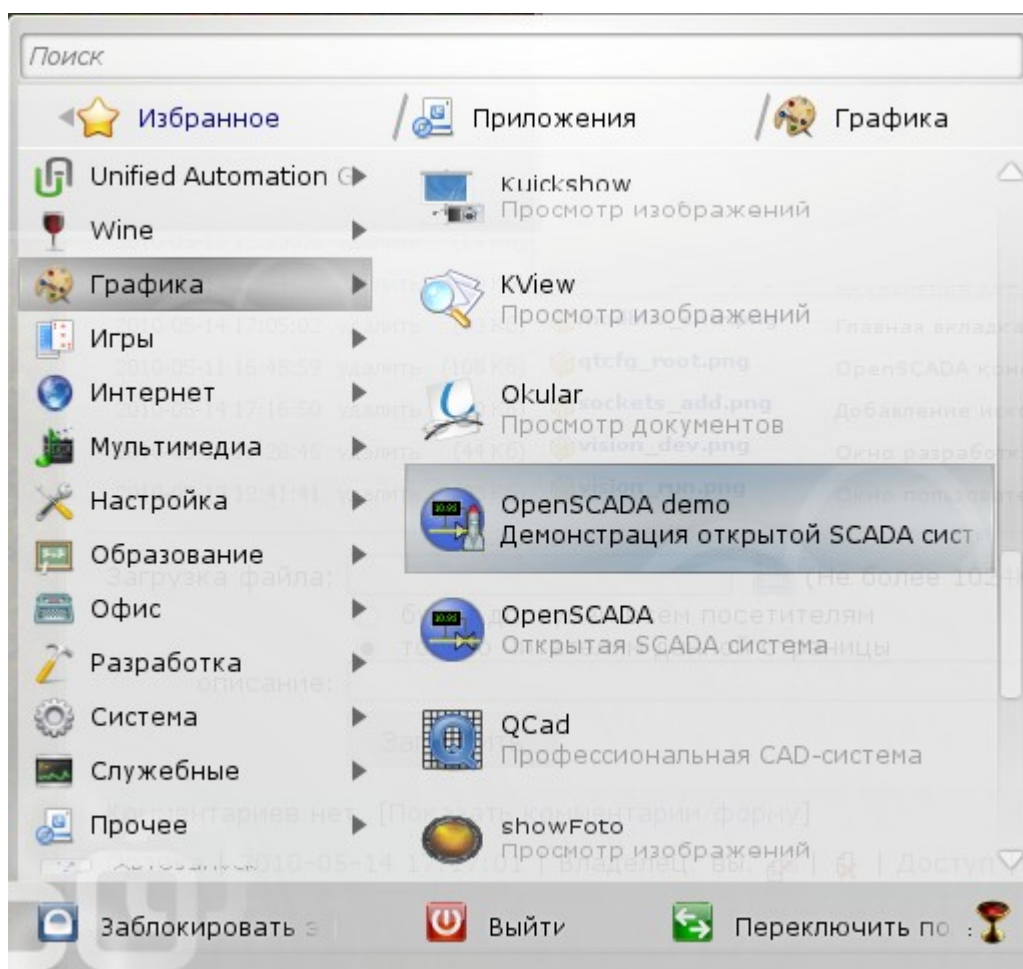 Поиск
Избранное
Приложения
Графика
Unified Automation
Wine
Графика
Игры
Интернет
Мультимедиа
Настройка
Образование
Офис
Разработка
Система
Служебные
Прочее
Kuickshow
Просмотр изображений
KView
Просмотр изображений
Okular
Просмотр документов
OpenSCADA demo
Демонстрация открытой SCADA сист
OpenSCADA
Открытая SCADA система
QCad
Профессиональная CAD-система
showFoto
Просмотр изображений
Заблокировать э
Выйти
Переключить по